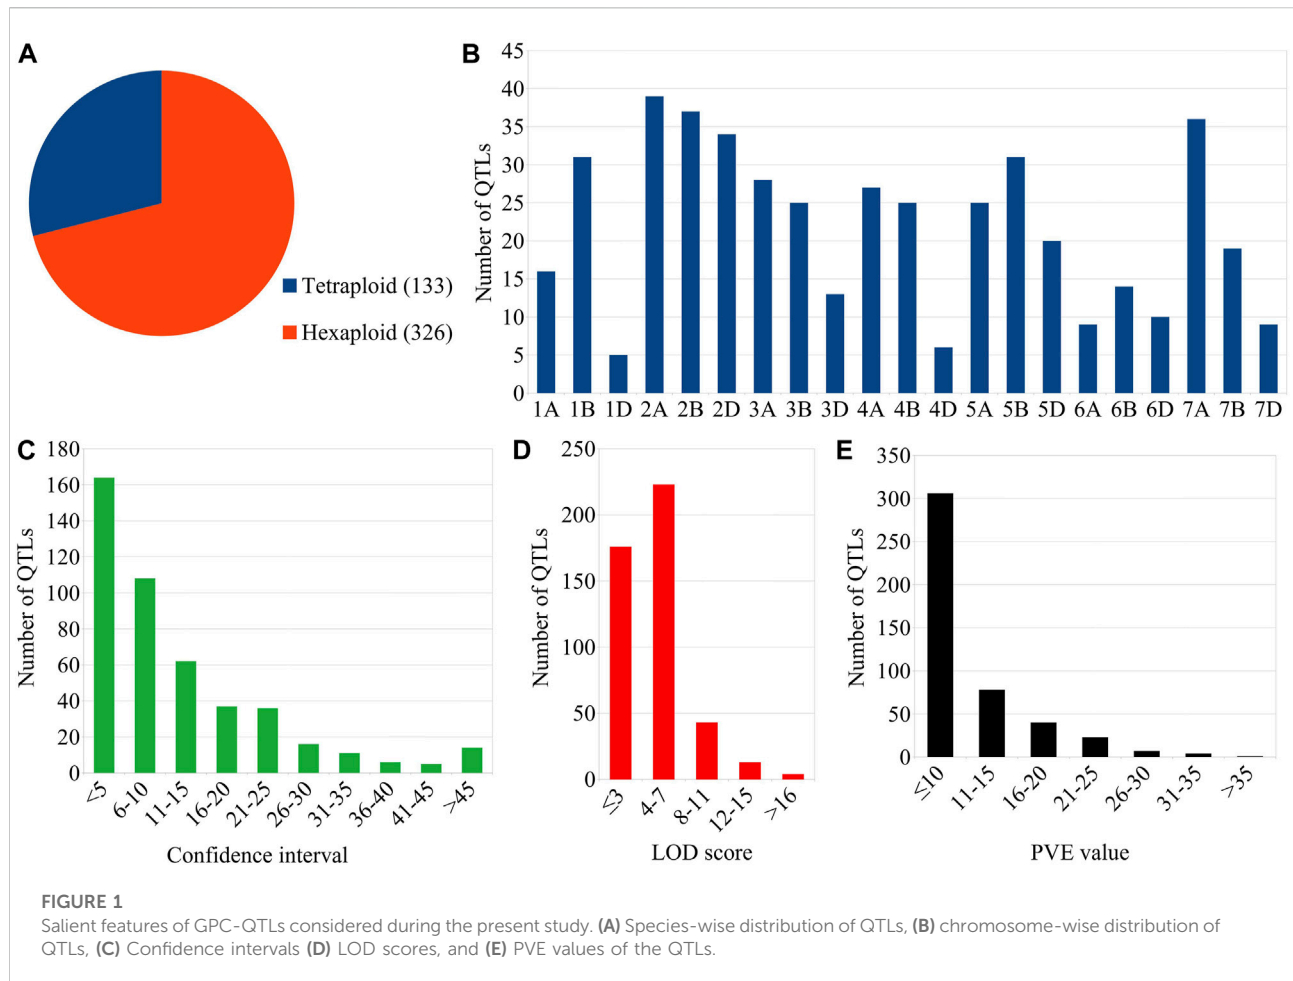 A
Tetraploid (133)
Hexaploid (326)
B
Number of QTLs
45
40
35
30
25
20
15
10
5
0
1A 1B 1D 2A 2B 2D 3A 3B 3D 4A 4B 4D 5A 5B 5D 6A 6B 6D 7A 7B 7D
C
Number of QTLs
180
160
140
120
100
80
60
40
20
0
<5 6-10 11-15 16-20 21-25 26-30 31-35 36-40 41-45 >45
Confidence interval
D
Number of QTLs
250
200
150
100
50
0
≤3 4-7 8-11 12-15 >16
LOD score
E
Number of QTLs
350
300
250
200
150
100
50
0
≤10 11-15 16-20 21-25 26-30 31-35 >35
PVE value
FIGURE 1
Salient features of GPC-QTLs considered during the present study. (A) Species-wise distribution of QTLs, (B) chromosome-wise distribution of
QTLs, (C) Confidence intervals (D) LOD scores, and (E) PVE values of the QTLs.